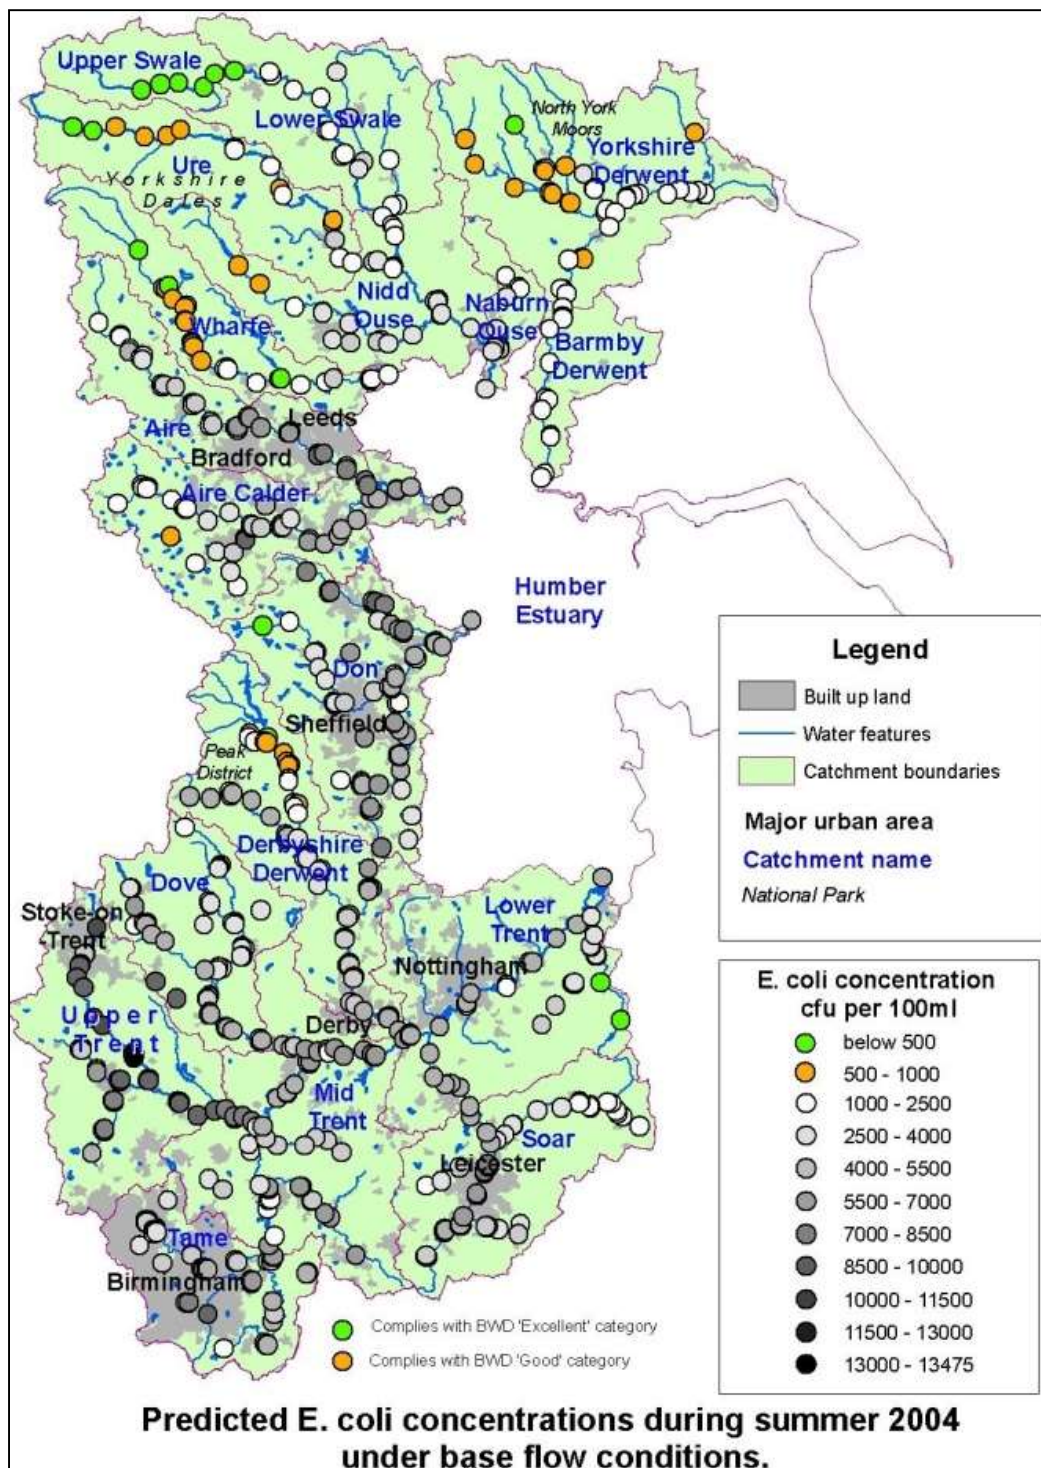 Upper Swale
Lower Swale
North York
Moors
Yorkshire
Derwent
Ure
Yorkshire
Dales
Nidd
Ouse
Naburn
Ouse
Wharfe
Barmby
Derwent
Leeds
Aire
Bradford
Aire Calder
Humber
Estuary
Don
Sheffield
Peak
District
Derbyshire
Derwent
Dove
Stoke-on
-Trent
Lower
Trent
Nottingham
Upper
Trent
Derby
Mid
Trent
Soar
Leicester
Tame
Birmingham
Legend
Built up land
Water features
Catchment boundaries
Major urban area
Catchment name
National Park
E. coli concentration
cfu per 100ml
below 500
500 - 1000
1000 - 2500
2500 - 4000
4000 - 5500
5500 - 7000
7000 - 8500
8500 - 10000
10000 - 11500
11500 - 13000
13000 - 13475
Complies with BWD 'Excellent' category
Complies with BWD 'Good' category
Predicted E. coli concentrations during summer 2004
under base flow conditions.